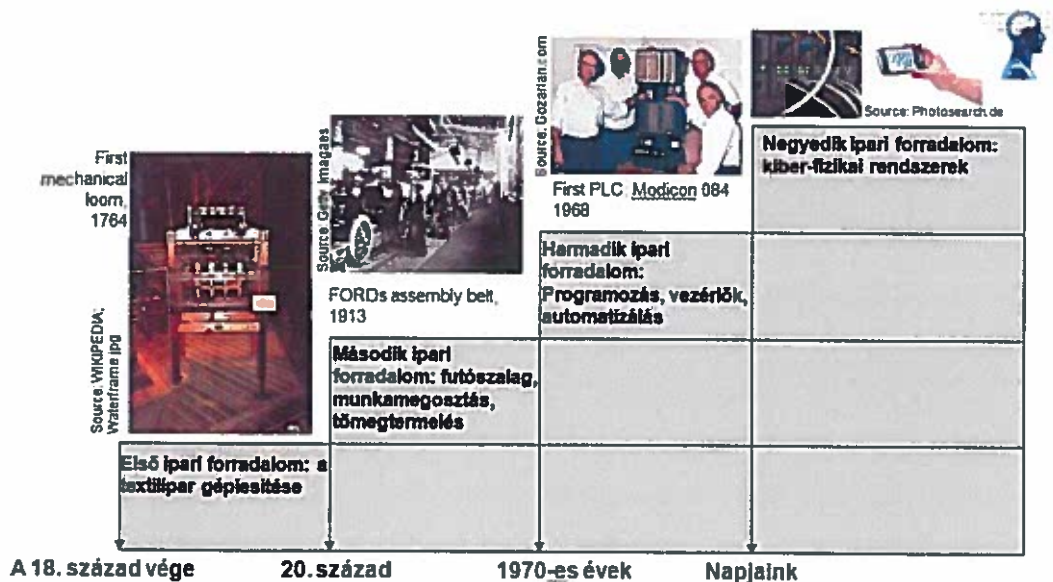 First
mechanical
loom,
1764
Source: WIKIPEDIA;
Waterframe.jpg
Source: Getty Imagaes
FORDs assembly belt,
1913
Source: Gozarian.com
First PLC: Modicon 084
1968
Source: Photosearch.de
Negyedik ipari forradalom:
kiber-fizikai rendszerek
Harmadik ipari
forradalom:
Programozás, vezérlők,
automatizálás
Második ipari
forradalom: futószalag,
munkamegosztás,
tömegtermelés
Első ipari forradalom: a
textilipar gépiesitése
A 18. század vége
20. század
1970-es évek
Napjaink